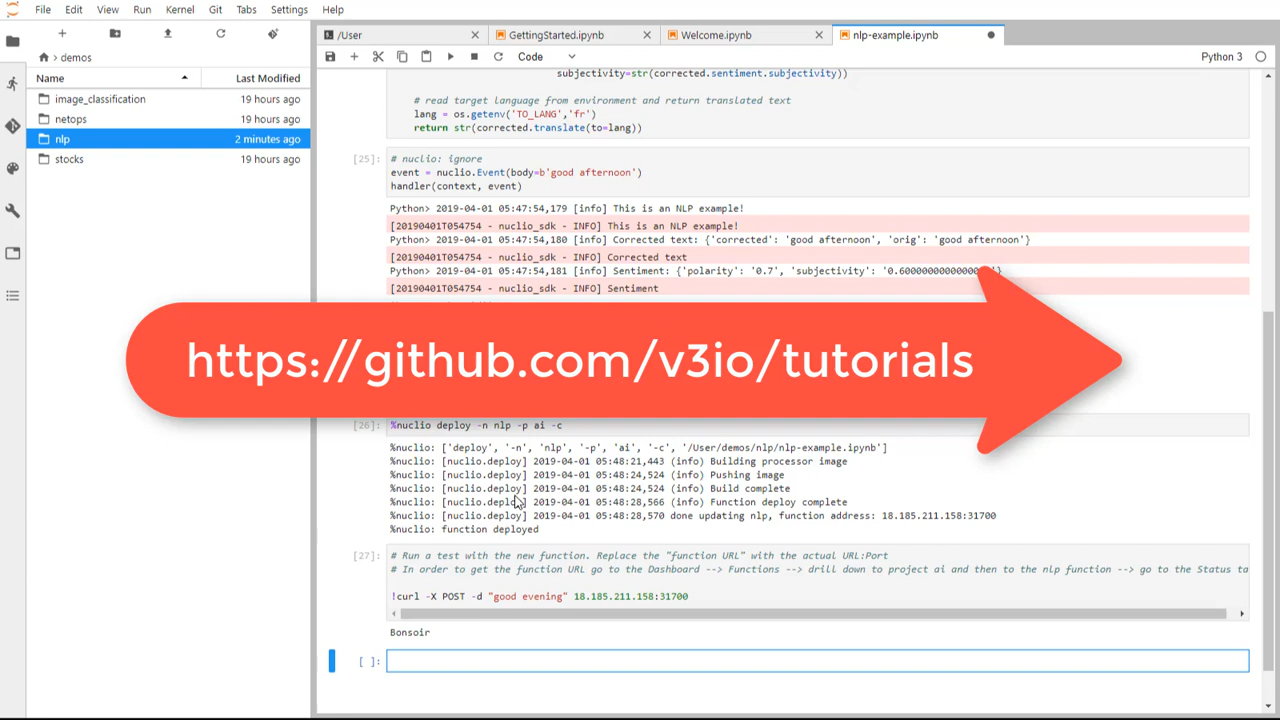 File Edit View Run Kernel Git Tabs Settings Help
/User
GettingStarted.ipynb
Welcome.ipynb
nlp-example.ipynb
Code
Python 3
demos
Name Last Modified
image_classification 19 hours ago
netops 19 hours ago
nlp 2 minutes ago
stocks 19 hours ago
subjectivity=str(corrected.sentiment.subjectivity))
# read target language from environment and return translated text
lang = os.getenv('TO_LANG','fr')
return str(corrected.translate(to=lang))
[25]: # nuclio: ignore
event = nuclio.Event(body=b'good afternoon')
handler(context, event)
Python> 2019-04-01 05:47:54,179 [info] This is an NLP example!
[20190401T054754 - nuclio_sdk - INFO] This is an NLP example!
Python> 2019-04-01 05:47:54,180 [info] Corrected text: {'corrected': 'good afternoon', 'orig': 'good afternoon'}
[20190401T054754 - nuclio_sdk - INFO] Corrected text
Python> 2019-04-01 05:47:54,181 [info] Sentiment: {'polarity': '0.7', 'subjectivity':
[20190401T054754 - nuclio_sdk - INFO] Sentiment
https://github.com/v3io/tutorials
[26]: %nuclio deploy -n nlp -p ai -c
%nuclio: ['deploy', '-n', 'nlp', '-p', 'ai', '-c', '/User/demos/nlp/nlp-example.ipynb']
%nuclio: [nuclio.deploy] 2019-04-01 05:48:21,443 (info) Building processor image
%nuclio: [nuclio.deploy] 2019-04-01 05:48:24,524 (info) Pushing image
%nuclio: [nuclio.deploy] 2019-04-01 05:48:24,524 (info) Build complete
%nuclio: [nuclio.deploy] 2019-04-01 05:48:28,566 (info) Function deploy complete
%nuclio: [nuclio.deploy] 2019-04-01 05:48:28,570 done updating nlp, function address: 18.185.211.158:31700
%nuclio: function deployed
[27]: # Run a test with the new function. Replace the "function URL" with the actual URL:Port
# In order to get the function URL go to the Dashboard --> Functions --> drill down to project ai and then to the nlp function --> go to the Status ta
!curl -X POST -d "good evening" 18.185.211.158:31700
Bonsoir
[ ]: